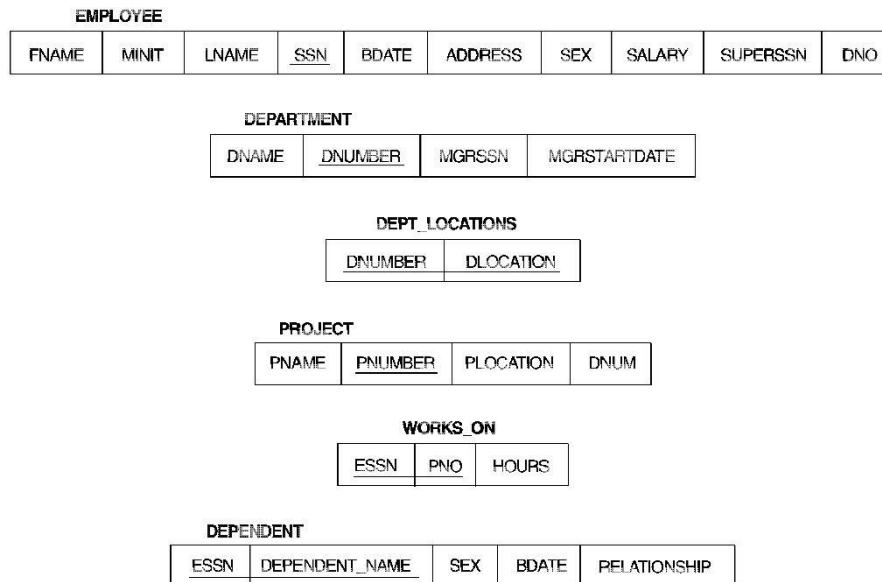 EMPLOYEE
FNAME MINIT LNAME SSN BDATE ADDRESS SEX SALARY SUPERSSN DNO
DEPARTMENT
DNAME DNUMBER MGRSSN MGRSTARTDATE
DEPT_LOCATIONS
DNUMBER DLOCATION
PROJECT
PNAME PNUMBER PLOCATION DNUM
WORKS_ON
ESSN PNO HOURS
DEPENDENT
ESSN DEPENDENT_NAME SEX BDATE RELATIONSHIP